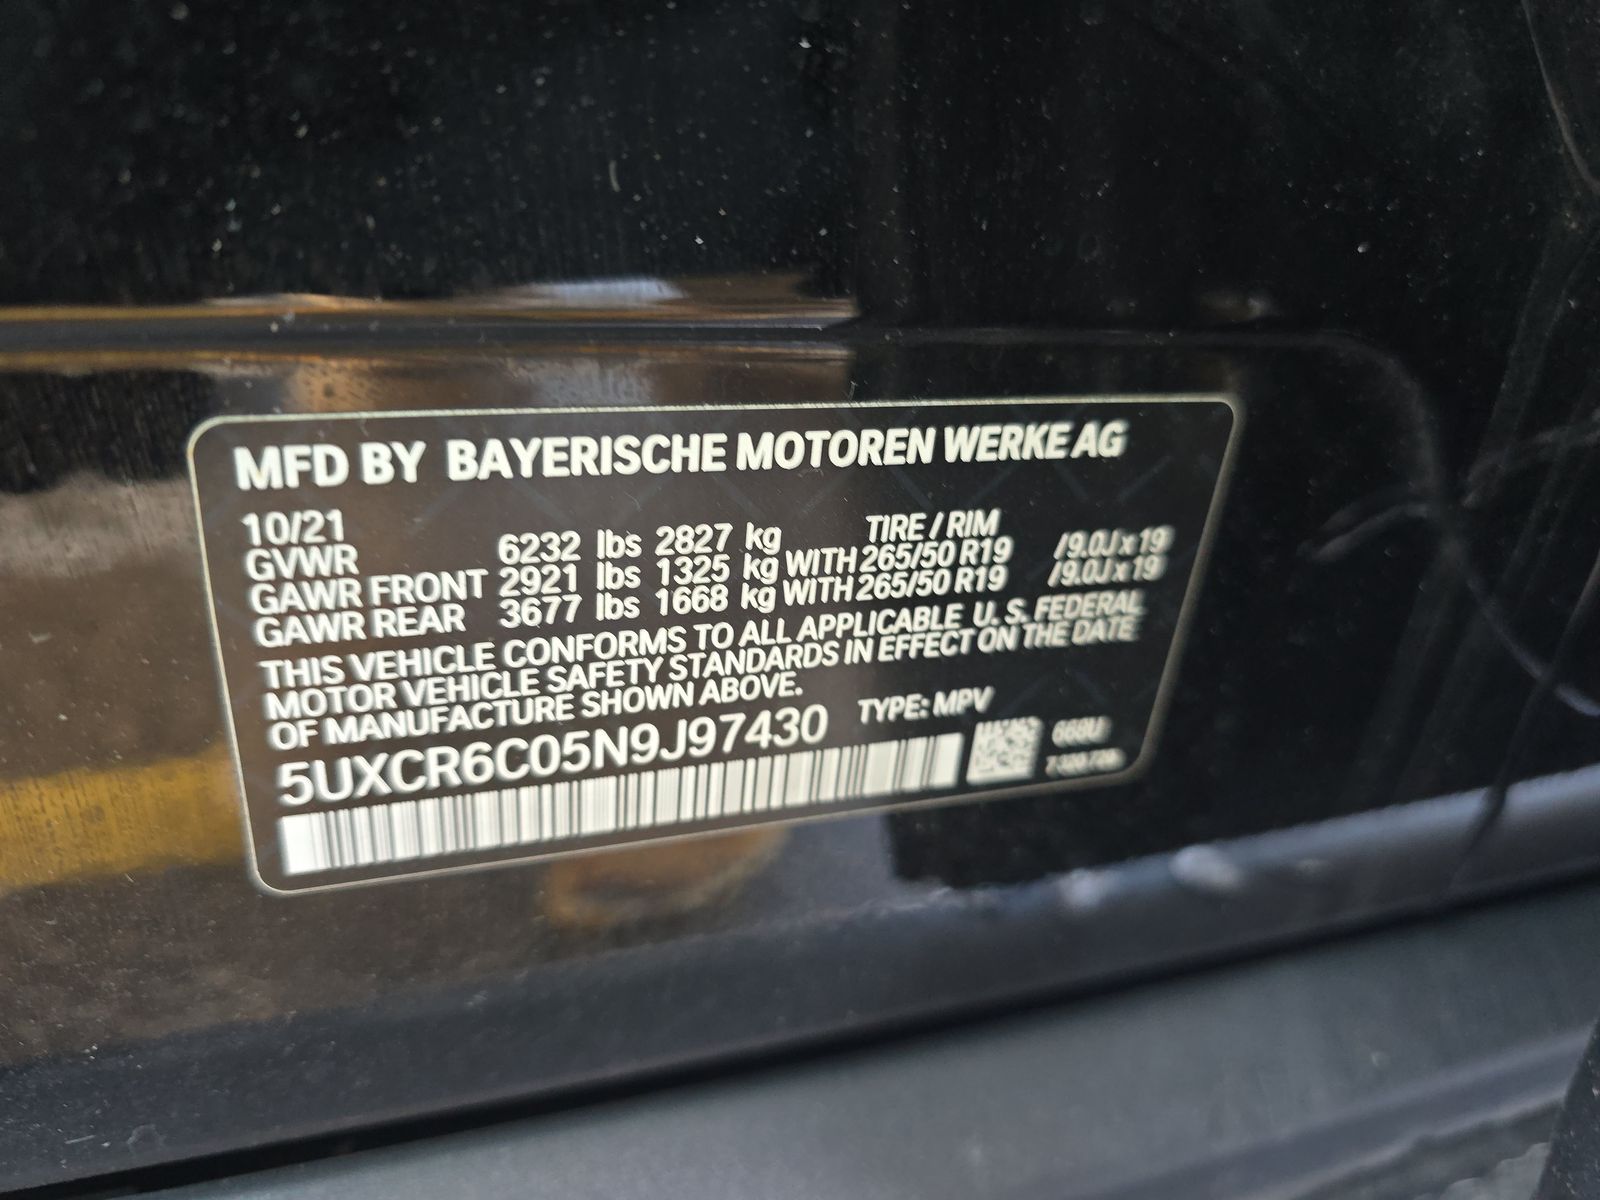 MFD BY BAYERISCHE MOTOREN WERKE AG
10/21 TIRE / RIM
GVWR 6232 lbs 2827 kg
GAWR FRONT 2921 lbs 1325 kg WITH 265/50 R19 /9.0J x 19
GAWR REAR 3677 lbs 1668 kg WITH 265/50 R19 /9.0J x 19
THIS VEHICLE CONFORMS TO ALL APPLICABLE U. S. FEDERAL
MOTOR VEHICLE SAFETY STANDARDS IN EFFECT ON THE DATE
OF MANUFACTURE SHOWN ABOVE.
5UXCR6C05N9J97430 TYPE: MPV